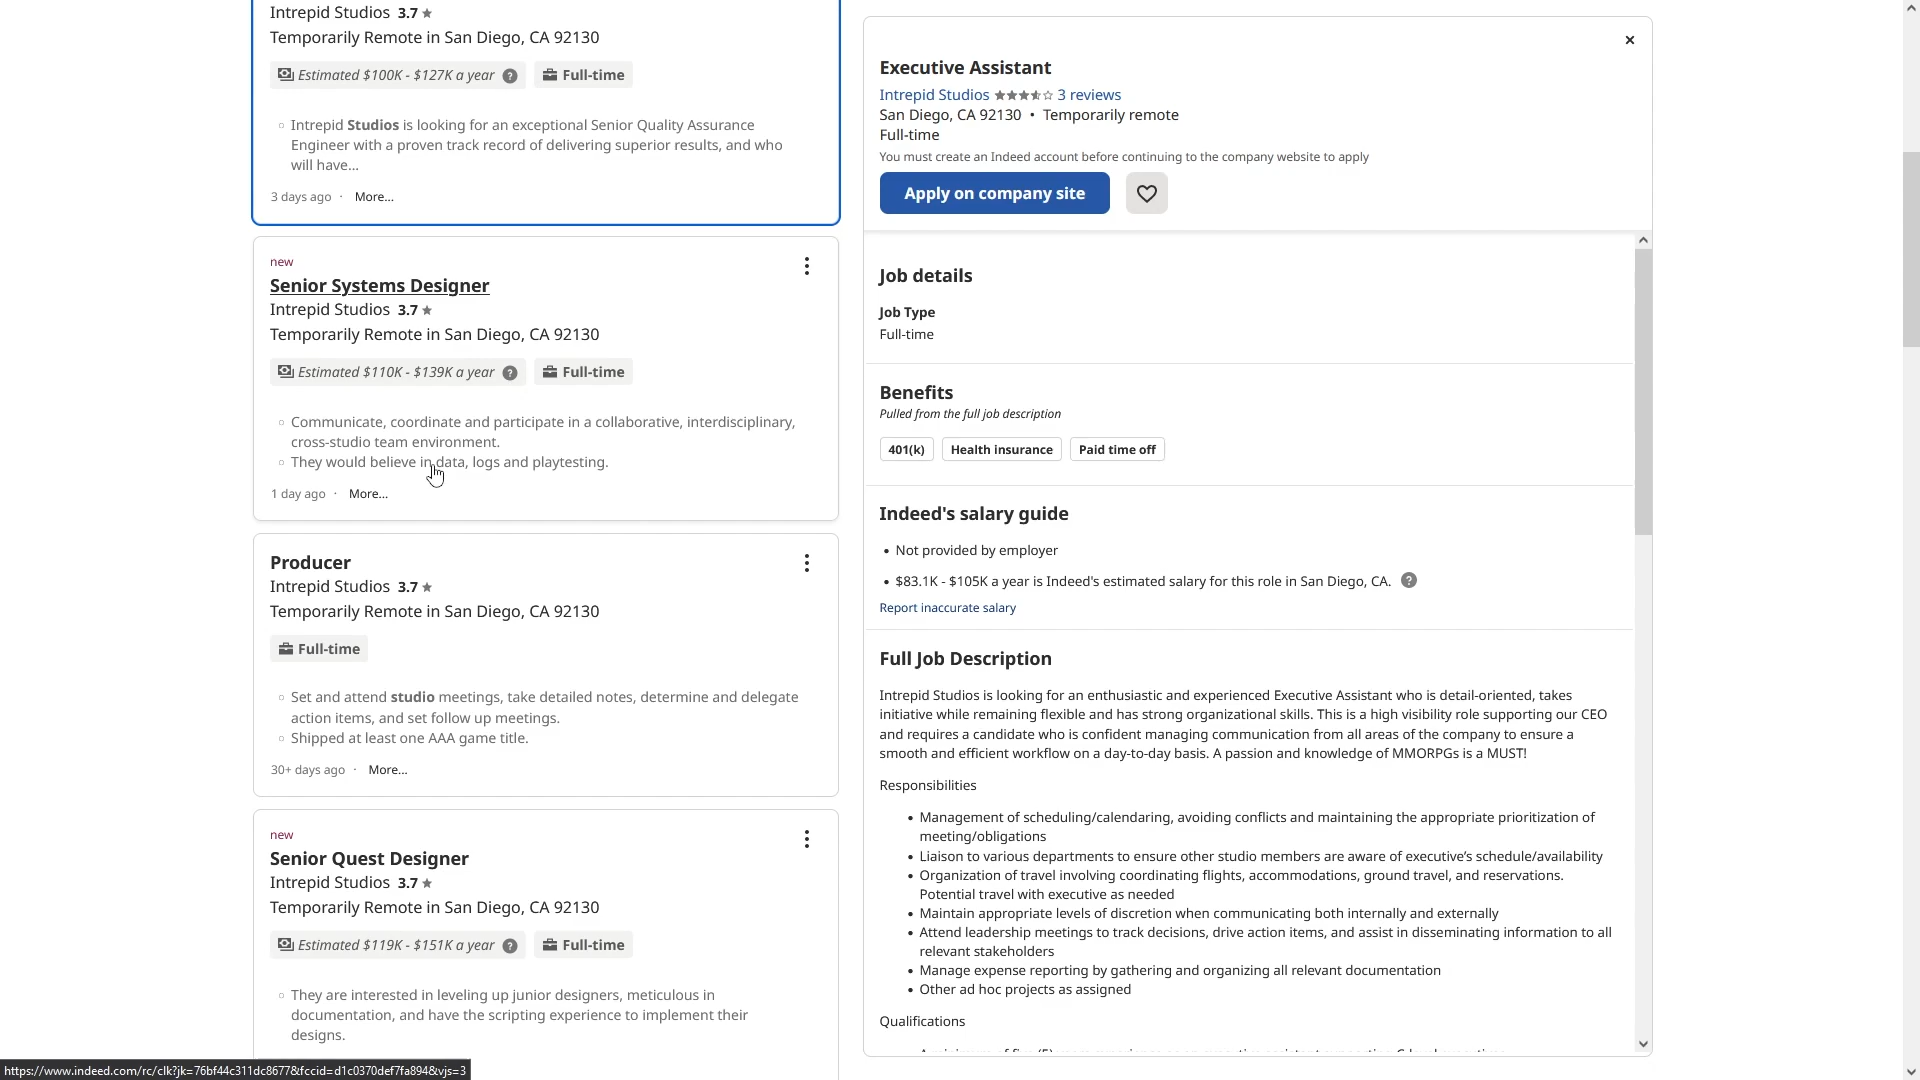 Intrepid Studios 3.7 ★
Temporarily Remote in San Diego, CA 92130
Estimated $100K - $127K a year ? Full-time
Intrepid Studios is looking for an exceptional Senior Quality Assurance
Engineer with a proven track record of delivering superior results, and who
will have...
3 days ago · More...
new
Senior Systems Designer
Intrepid Studios 3.7 ★
Temporarily Remote in San Diego, CA 92130
Estimated $110K - $139K a year ? Full-time
Communicate, coordinate and participate in a collaborative, interdisciplinary,
cross-studio team environment.
They would believe in data, logs and playtesting.
1 day ago · More...
Producer
Intrepid Studios 3.7 ★
Temporarily Remote in San Diego, CA 92130
Full-time
Set and attend studio meetings, take detailed notes, determine and delegate
action items, and set follow up meetings.
Shipped at least one AAA game title.
30+ days ago · More...
new
Senior Quest Designer
Intrepid Studios 3.7 ★
Temporarily Remote in San Diego, CA 92130
Estimated $119K - $151K a year ? Full-time
They are interested in leveling up junior designers, meticulous in
documentation, and have the scripting experience to implement their
designs.
https://www.indeed.com/rc/clk?jk=76bf44c311dc8677&fccid=d1c0370def7fa894&vjs=3
Executive Assistant
Intrepid Studios 3 reviews
San Diego, CA 92130 • Temporarily remote
Full-time
You must create an Indeed account before continuing to the company website to apply
Apply on company site
Job details
Job Type
Full-time
Benefits
Pulled from the full job description
401(k) Health insurance Paid time off
Indeed's salary guide
• Not provided by employer
• $83.1K - $105K a year is Indeed's estimated salary for this role in San Diego, CA. ?
Report inaccurate salary
Full Job Description
Intrepid Studios is looking for an enthusiastic and experienced Executive Assistant who is detail-oriented, takes
initiative while remaining flexible and has strong organizational skills. This is a high visibility role supporting our CEO
and requires a candidate who is confident managing communication from all areas of the company to ensure a
smooth and efficient workflow on a day-to-day basis. A passion and knowledge of MMORPGs is a MUST!
Responsibilities
• Management of scheduling/calendaring, avoiding conflicts and maintaining the appropriate prioritization of
meeting/obligations
• Liaison to various departments to ensure other studio members are aware of executive’s schedule/availability
• Organization of travel involving coordinating flights, accommodations, ground travel, and reservations.
Potential travel with executive as needed
• Maintain appropriate levels of discretion when communicating both internally and externally
• Attend leadership meetings to track decisions, drive action items, and assist in disseminating information to all
relevant stakeholders
• Manage expense reporting by gathering and organizing all relevant documentation
• Other ad hoc projects as assigned
Qualifications